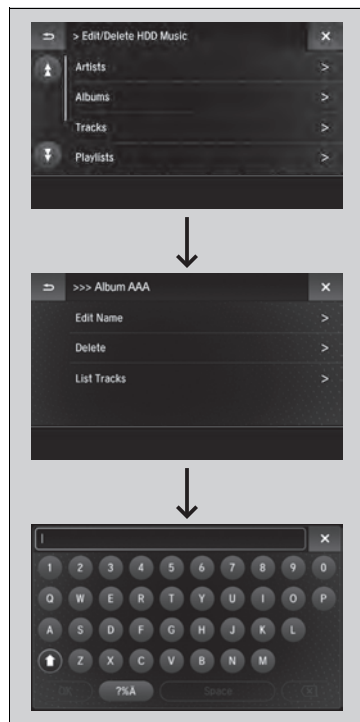 > Edit/Delete HDD Music
Artists >
Albums >
Tracks >
Playlists >
>>> Album AAA
Edit Name >
Delete >
List Tracks >
1 2 3 4 5 6 7 8 9 0
Q W E R T Y U I O P
A S D F G H J K L
Z X C V B N M
OK ?%Å Space